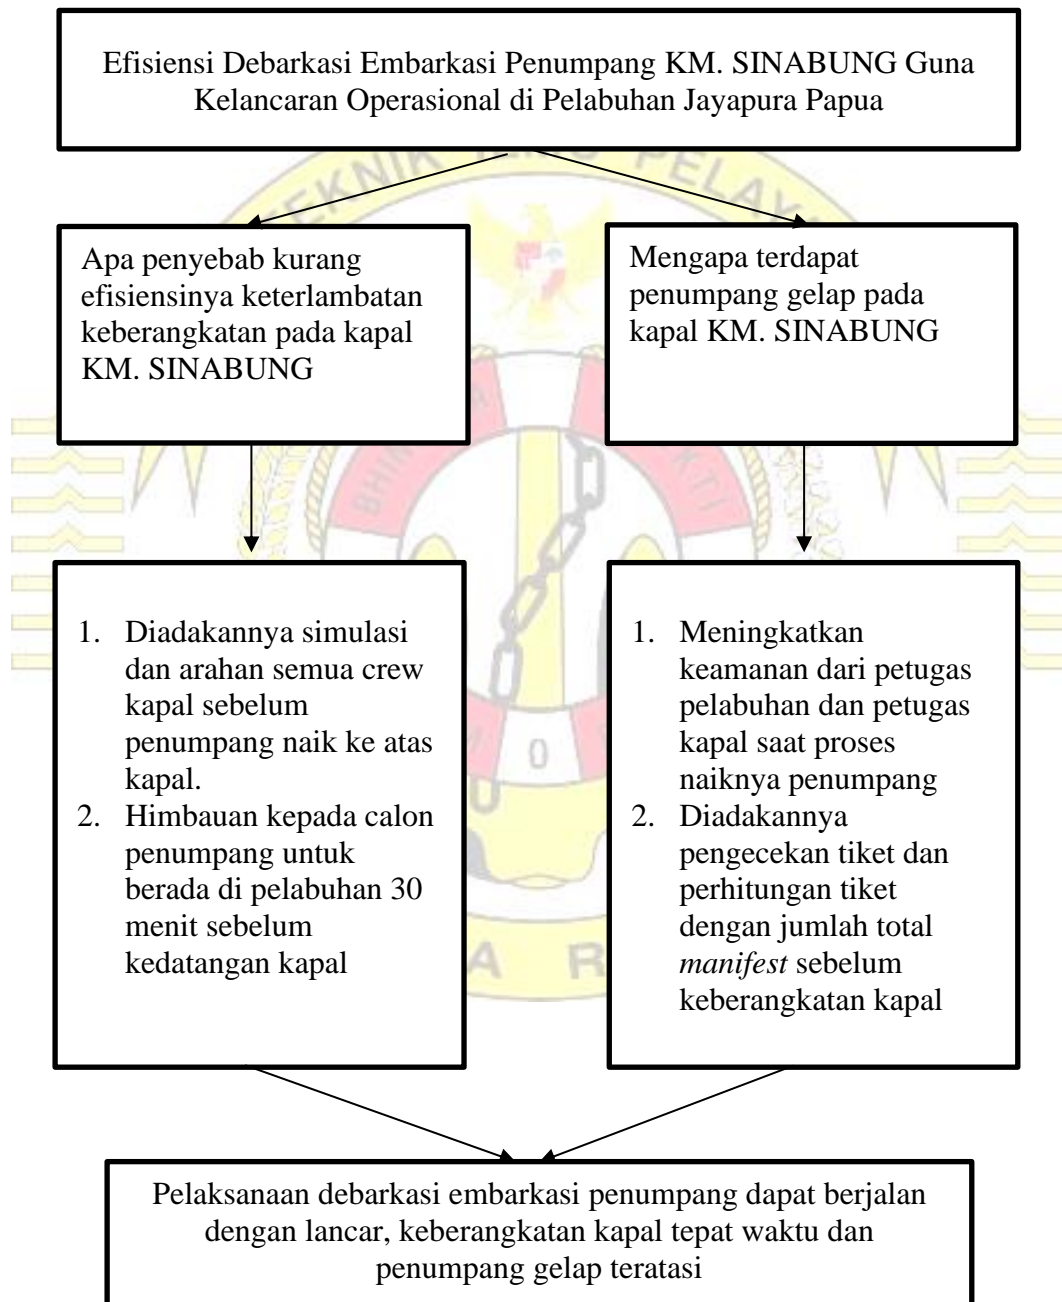 Efisiensi Debarkasi Embarkasi Penumpang KM. SINABUNG Guna
Kelancaran Operasional di Pelabuhan Jayapura Papua
Apa penyebab kurang
efisiensinya keterlambatan
keberangkatan pada kapal
KM. SINABUNG
Mengapa terdapat
penumpang gelap pada
kapal KM. SINABUNG
1. Diadakannya simulasi
dan arahan semua crew
kapal sebelum
penumpang naik ke atas
kapal.
2. Himbauan kepada calon
penumpang untuk
berada di pelabuhan 30
menit sebelum
kedatangan kapal
1. Meningkatkan
keamanan dari petugas
pelabuhan dan petugas
kapal saat proses
naiknya penumpang
2. Diadakannya
pengecekan tiket dan
perhitungan tiket
dengan jumlah total
manifest sebelum
keberangkatan kapal
Pelaksanaan debarkasi embarkasi penumpang dapat berjalan
dengan lancar, keberangkatan kapal tepat waktu dan
penumpang gelap teratasi